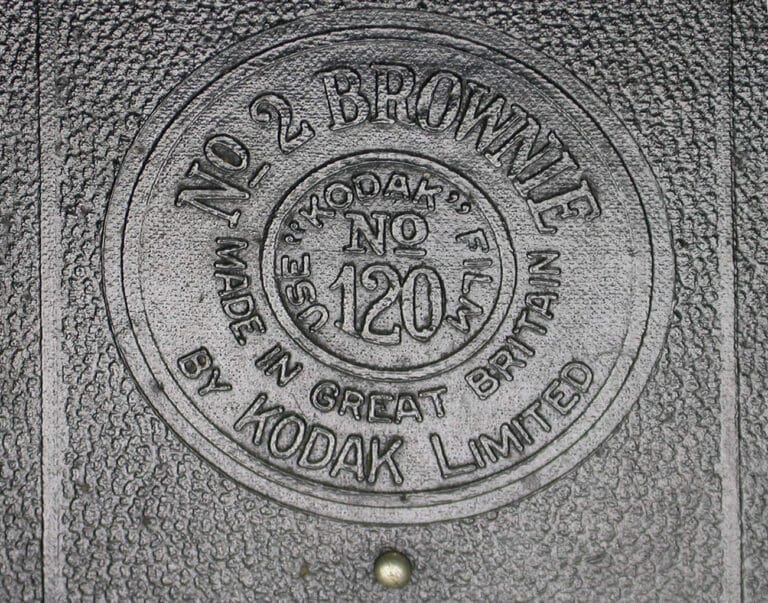 No 2 BROWNIE
USE "KODAK" FILM
No
120
MADE IN GREAT BRITAIN
BY KODAK LIMITED